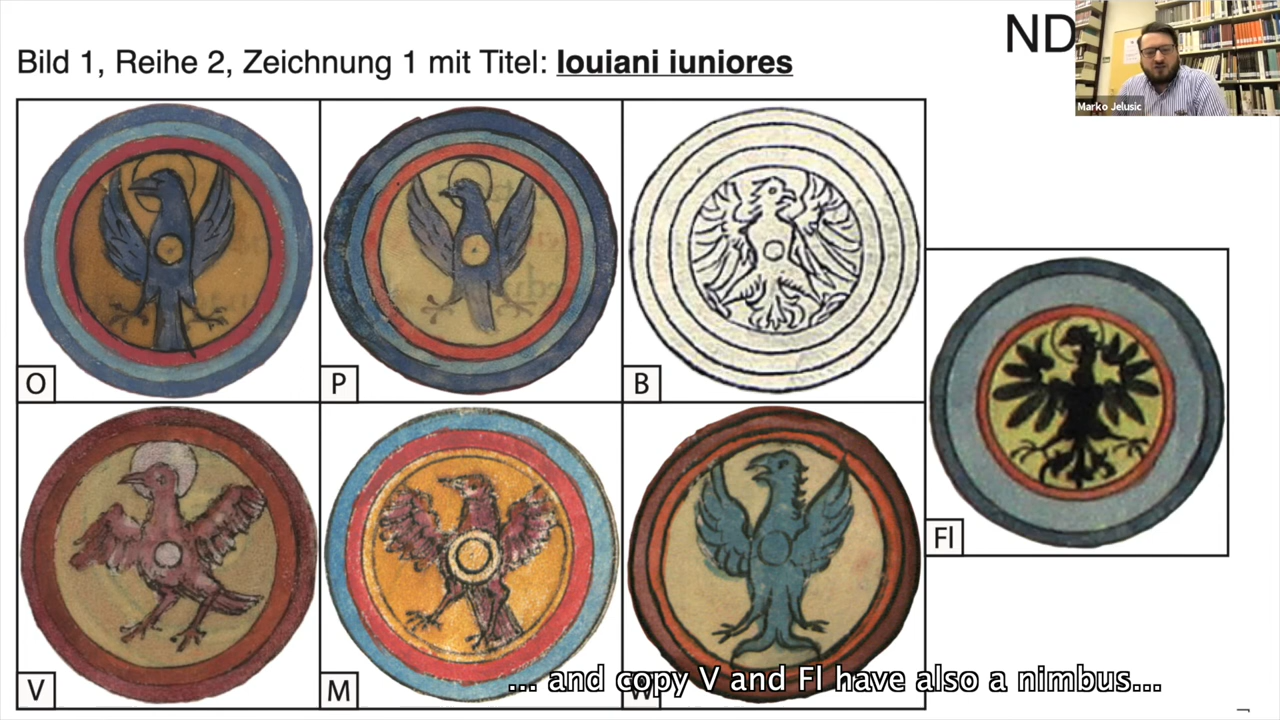 ND
Bild 1, Reihe 2, Zeichnung 1 mit Titel: Iouiani iuniores
Marko Jelusic
O
P
B
Fl
V
M
W
... and copy V and Fl have also a nimbus...